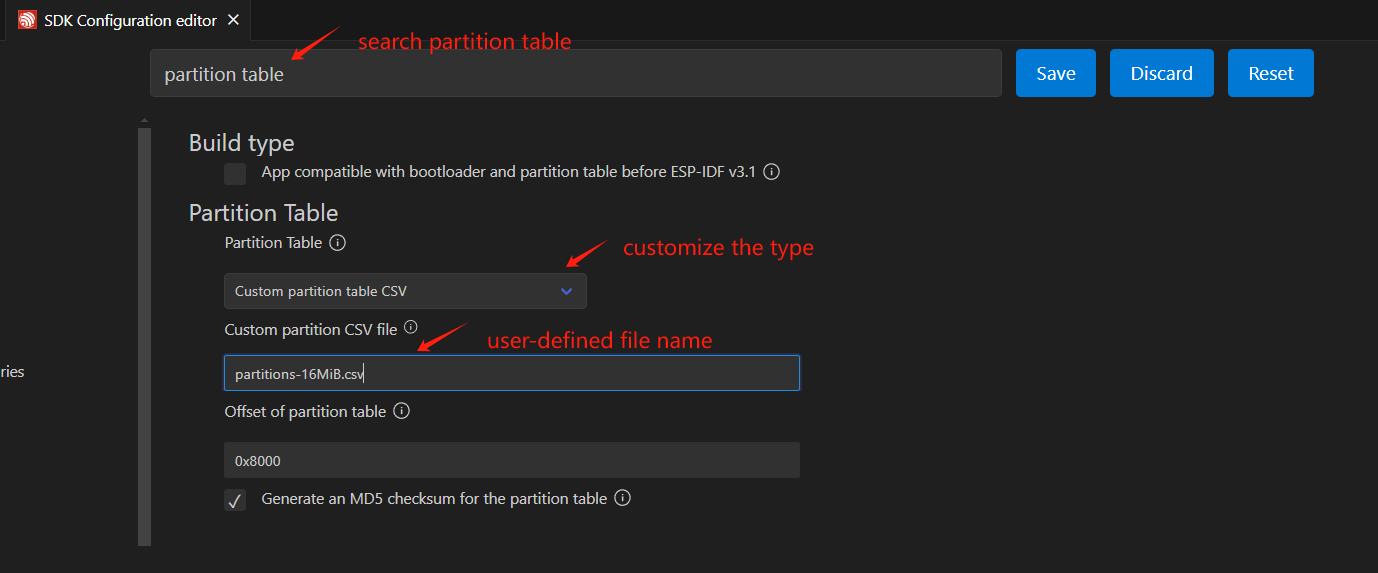 SDK Configuration editor
search partition table
partition table
Save
Discard
Reset
Build type
App compatible with bootloader and partition table before ESP-IDF v3.1
Partition Table
Partition Table
customize the type
Custom partition table CSV
Custom partition CSV file
user-defined file name
ries
partitions-16MiB.csv
Offset of partition table
0x8000
Generate an MD5 checksum for the partition table